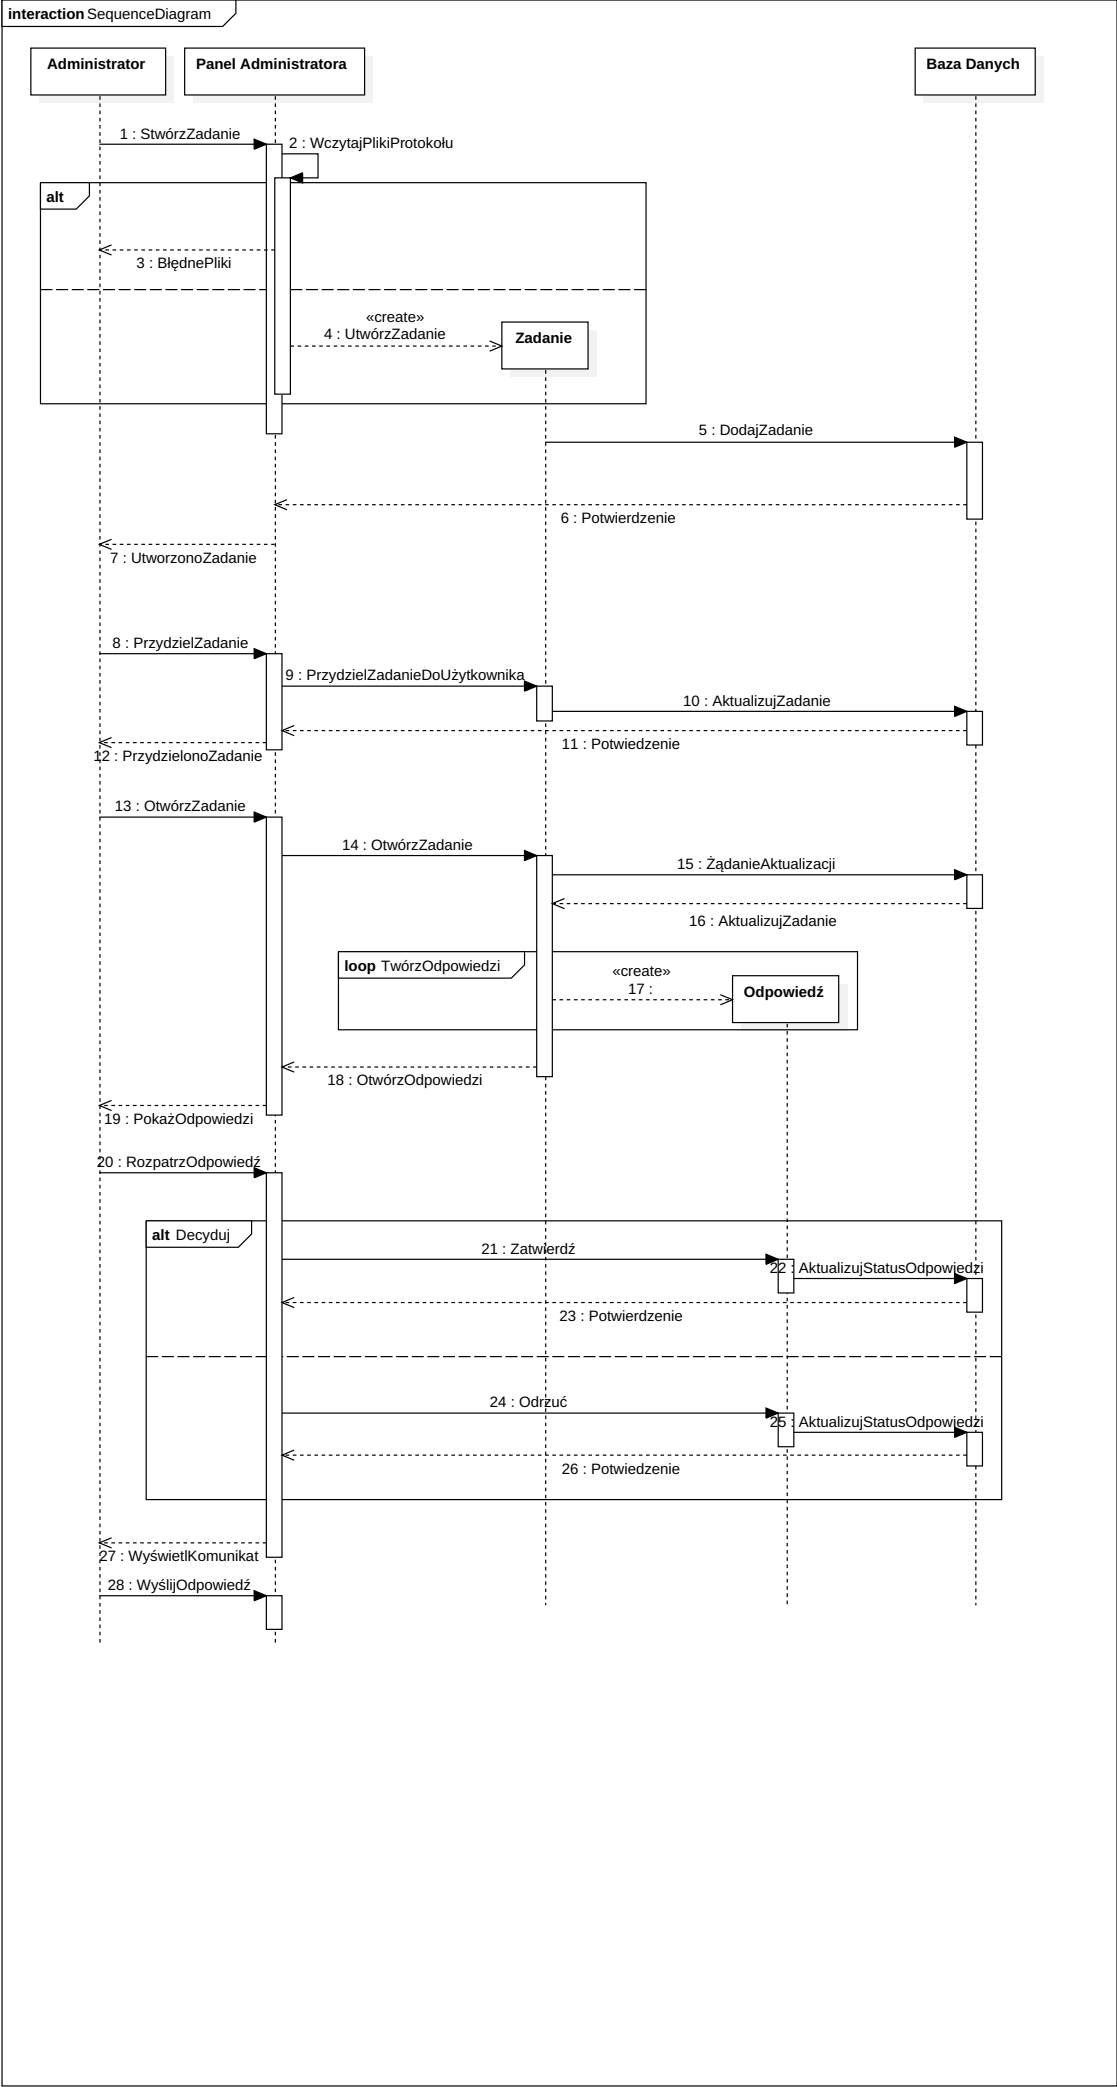 interaction SequenceDiagram
Administrator
Panel Administratora
Baza Danych
1 : StwórzZadanie
2 : WczytajPlikiProtokołu
alt
3 : BłędnePliki
«create»
4 : UtwórzZadanie
Zadanie
5 : DodajZadanie
6 : Potwierdzenie
7 : UtworzonoZadanie
8 : PrzydzielZadanie
9 : PrzydzielZadanieDoUżytkownika
10 : AktualizujZadanie
11 : Potwiedzenie
12 : PrzydzielonoZadanie
13 : OtwórzZadanie
14 : OtwórzZadanie
15 : ŻądanieAktualizacji
16 : AktualizujZadanie
loop TwórzOdpowiedzi
«create»
17 :
Odpowiedź
18 : OtwórzOdpowiedzi
19 : PokażOdpowiedzi
20 : RozpatrzOdpowiedź
alt Decyduj
21 : Zatwierdź
22 : AktualizujStatusOdpowiedzi
23 : Potwierdzenie
24 : Odrzuć
25 : AktualizujStatusOdpowiedzi
26 : Potwiedzenie
27 : WyświetlKomunikat
28 : WyślijOdpowiedź